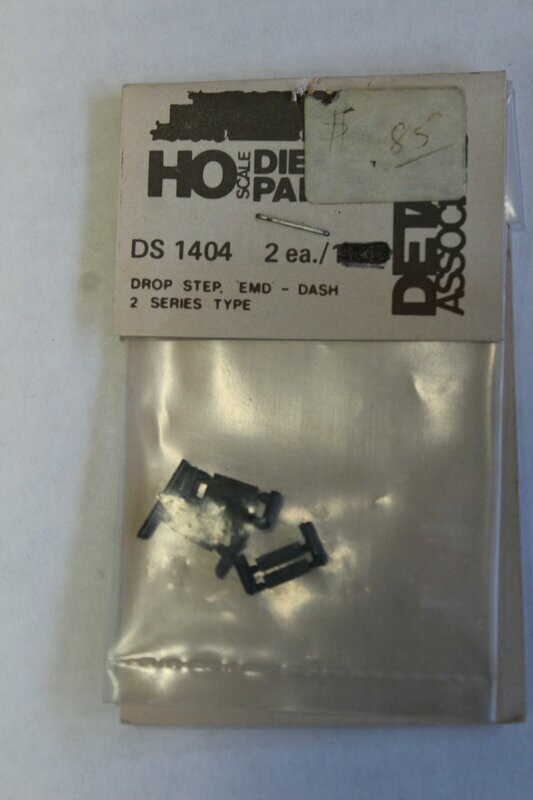 HO SCALE DIE
PA
$ .85
DS 1404 2 ea./
DROP STEP, EMD - DASH
2 SERIES TYPE
DET
ASSOC